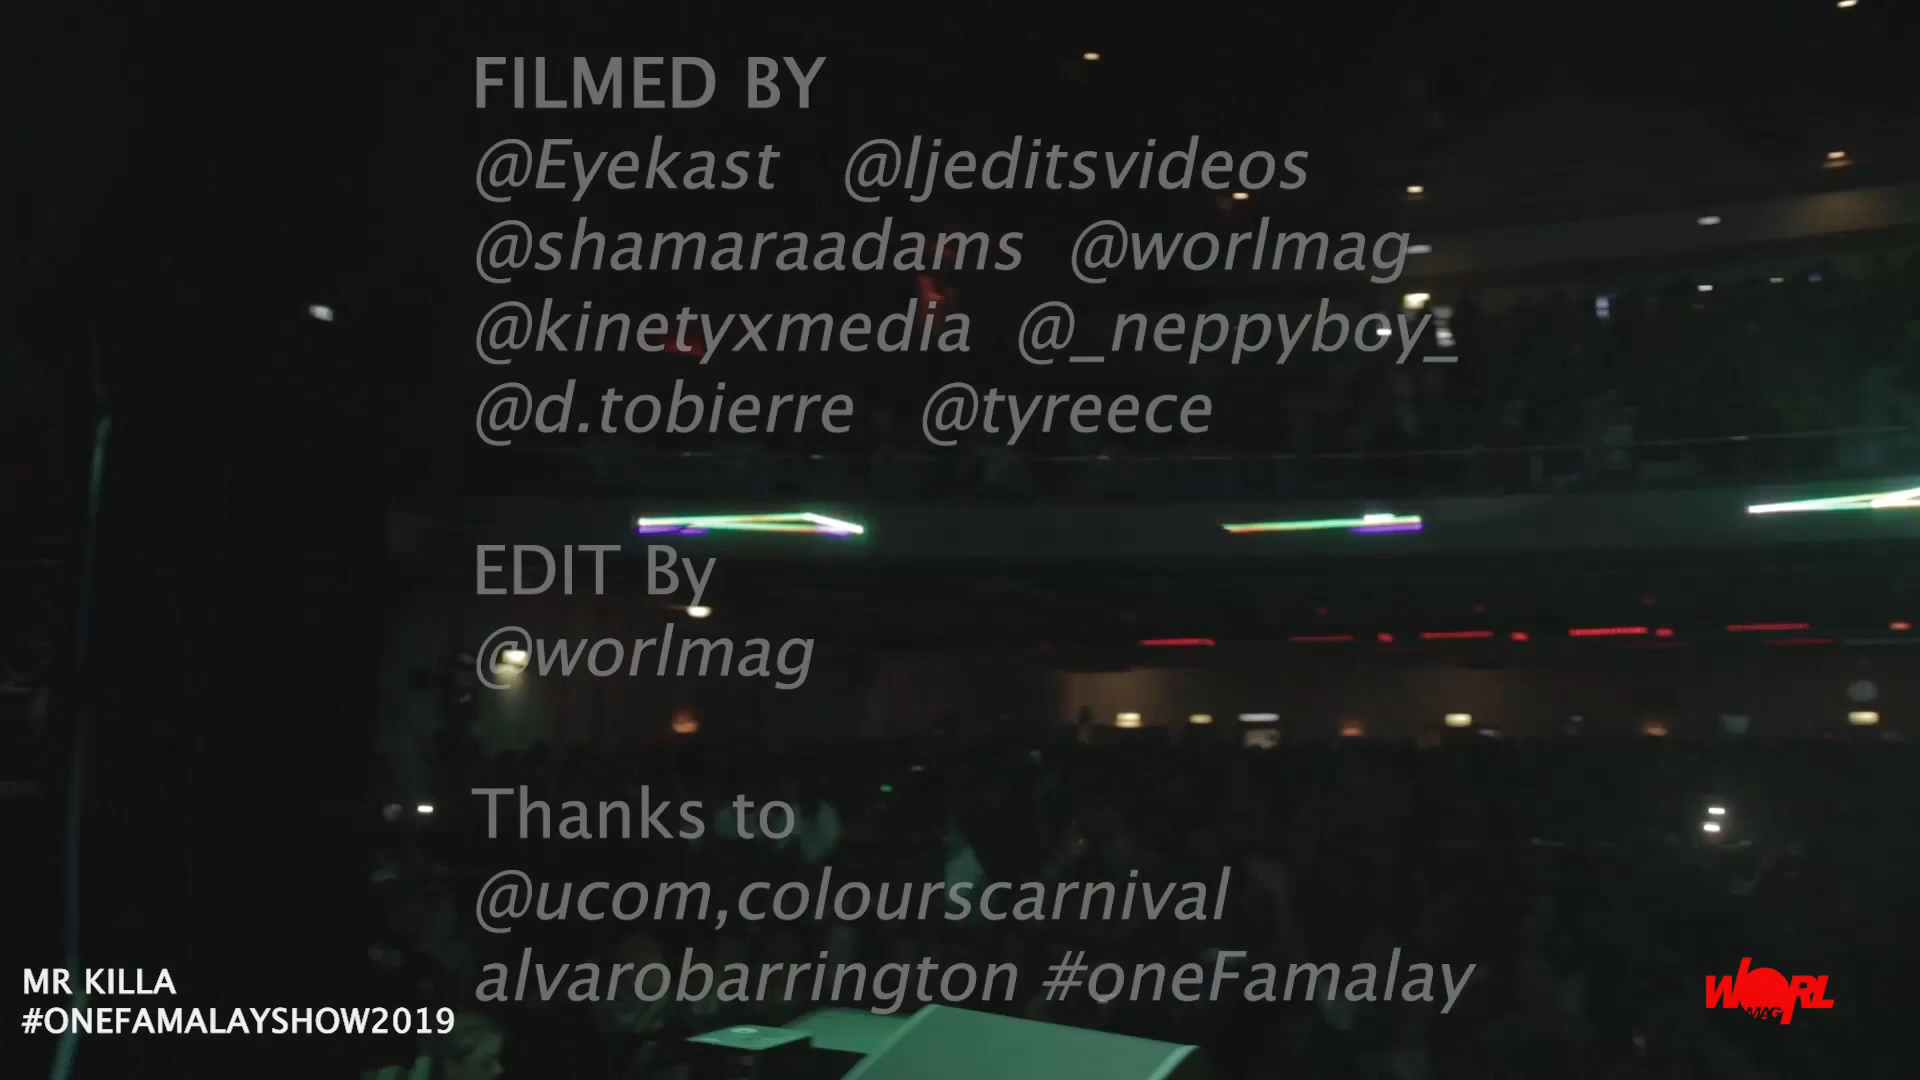 FILMED BY
@Eyekast @ljeditsvideos
@shamaraadams @worlmag
@kinetyxmedia @_neppyboy_
@d.tobierre @tyreece
EDIT By
@worlmag
Thanks to
@ucom,colourscarnival
alvarobarrington #oneFamalay
MR KILLA
#ONEFAMALAYSHOW2019
WORL
MAG